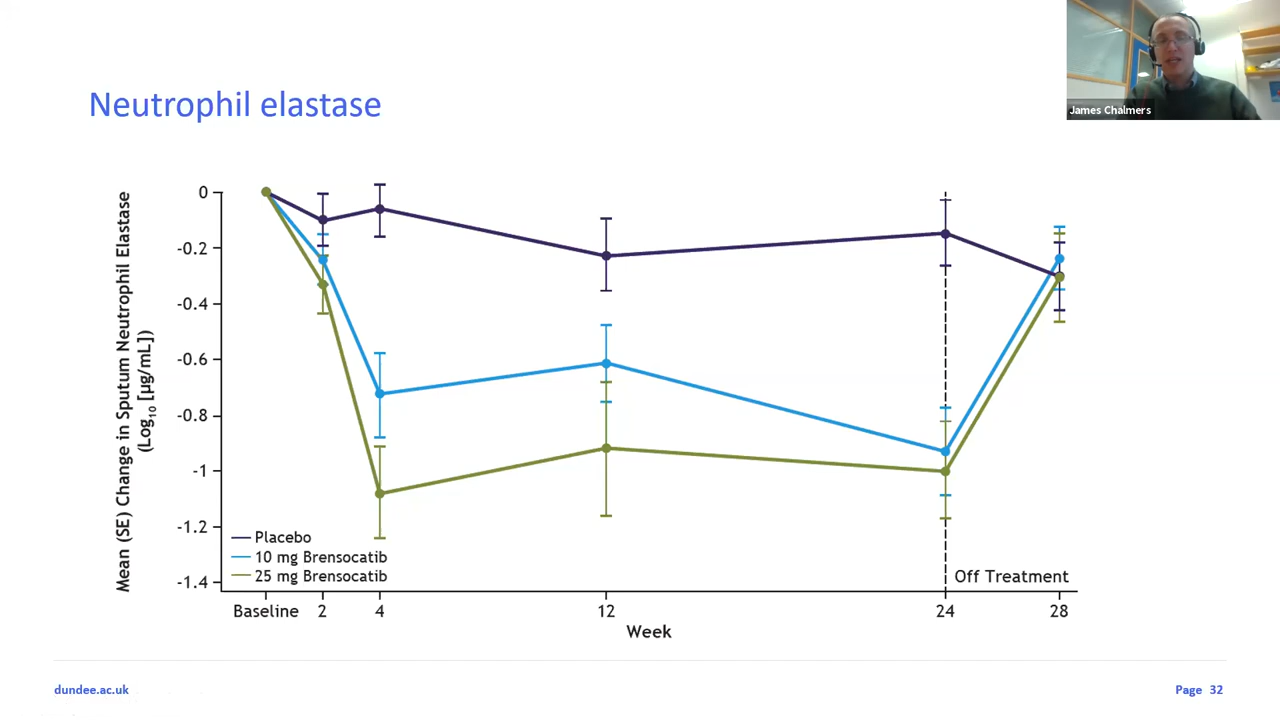 James Chalmers
Neutrophil elastase
Mean (SE) Change in Sputum Neutrophil Elastase
(Log10 [µg/mL])
0
-0.2
-0.4
-0.6
-0.8
-1
-1.2
-1.4
Placebo
10 mg Brensocatib
25 mg Brensocatib
Off Treatment
Baseline 2 4 12 24 28
Week
dundee.ac.uk
Page 32